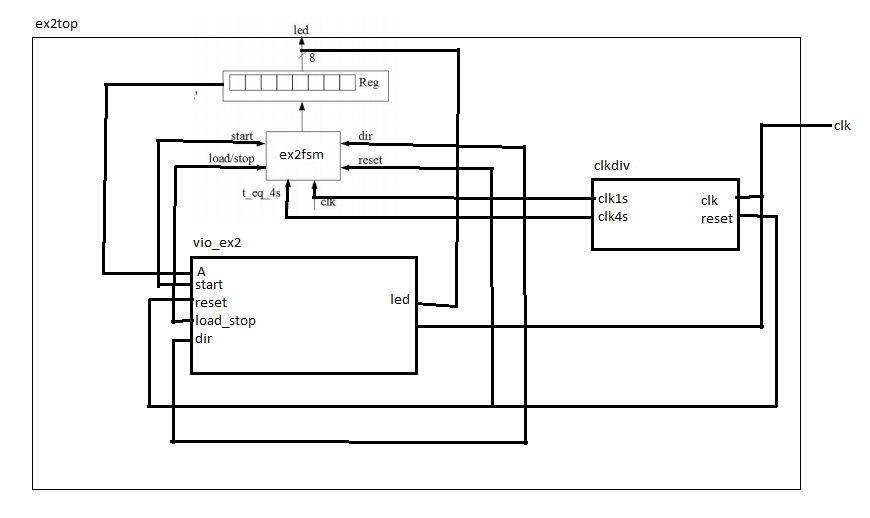 ex2top
led
8
Reg
clk
start
dir
ex2fsm
load/stop
reset
clkdiv
t_eq_4s
clk
clk1s
clk
clk4s
reset
vio_ex2
A
start
reset
led
load_stop
dir